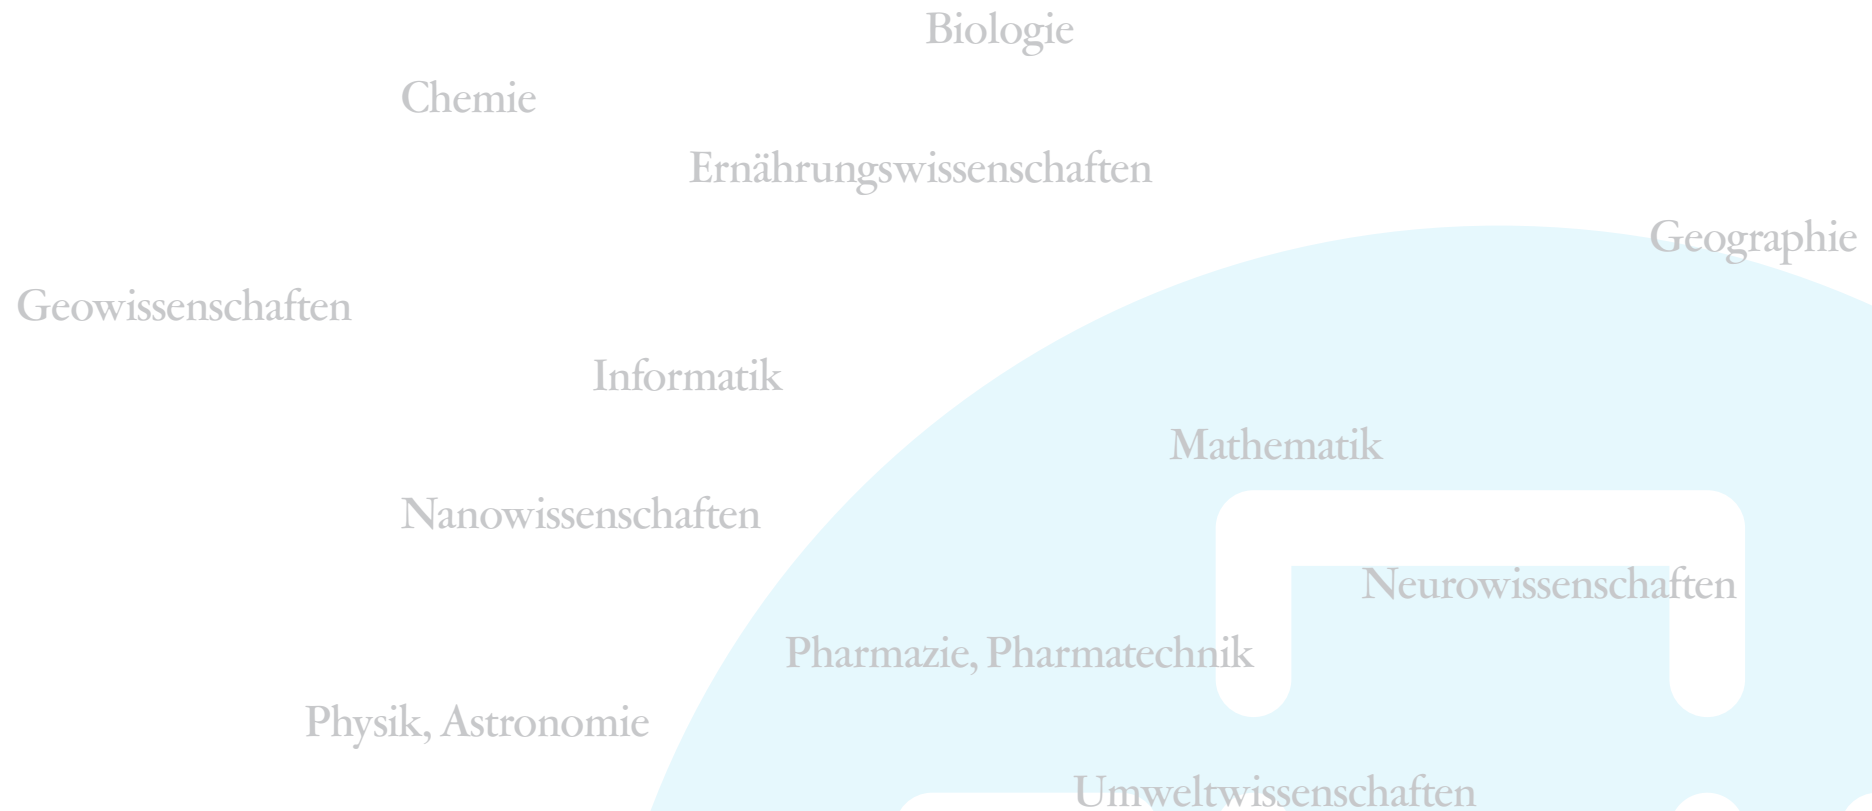 Biologie
Chemie
Ernährungswissenschaften
Geographie
Geowissenschaften
Informatik
Mathematik
Nanowissenschaften
Neurowissenschaften
Pharmazie, Pharmatechnik
Physik, Astronomie
Umweltwissenschaften